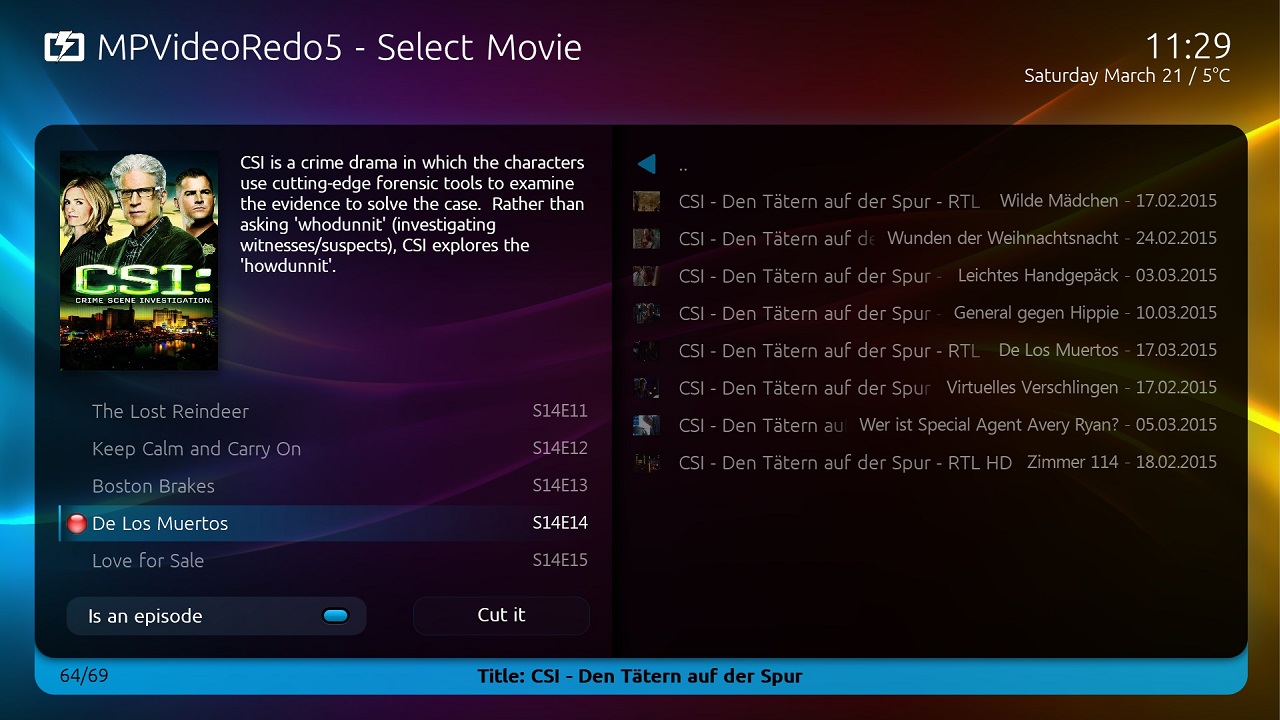 MPVideoRedo5 - Select Movie
11:29
Saturday March 21 / 5°C
CSI:
CRIME SCENE INVESTIGATION
CSI is a crime drama in which the characters
use cutting-edge forensic tools to examine
the evidence to solve the case.  Rather than
asking 'whodunnit' (investigating
witnesses/suspects), CSI explores the
'howdunnit'.
The Lost Reindeer S14E11
Keep Calm and Carry On S14E12
Boston Brakes S14E13
De Los Muertos S14E14
Love for Sale S14E15
Is an episode
Cut it
..
CSI - Den Tätern auf der Spur - RTL Wilde Mädchen - 17.02.2015
CSI - Den Tätern auf de Wunden der Weihnachtsnacht - 24.02.2015
CSI - Den Tätern auf der Spur - Leichtes Handgepäck - 03.03.2015
CSI - Den Tätern auf der Spur - General gegen Hippie - 10.03.2015
CSI - Den Tätern auf der Spur - RTL De Los Muertos - 17.03.2015
CSI - Den Tätern auf der Spur Virtuelles Verschlingen - 17.02.2015
CSI - Den Tätern au Wer ist Special Agent Avery Ryan? - 05.03.2015
CSI - Den Tätern auf der Spur - RTL HD Zimmer 114 - 18.02.2015
64/69
Title: CSI - Den Tätern auf der Spur